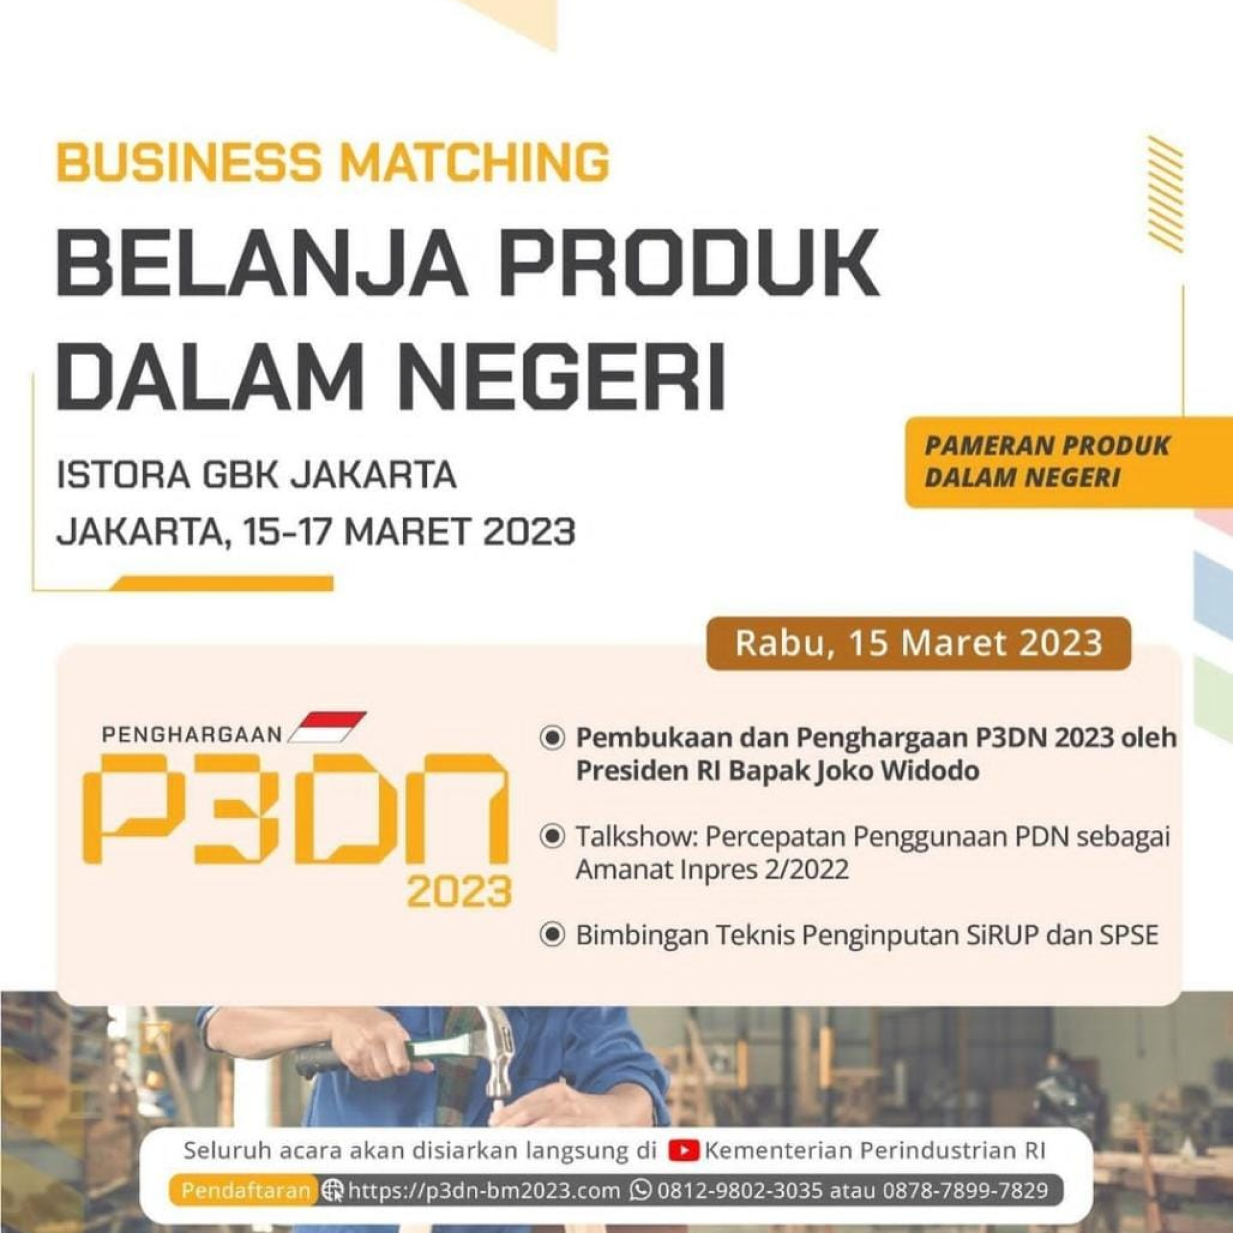 BUSINESS MATCHING
BELANJA PRODUK
DALAM NEGERI
ISTORA GBK JAKARTA
JAKARTA, 15-17 MARET 2023
PAMERAN PRODUK
DALAM NEGERI
Rabu, 15 Maret 2023
PENGHARGAAN
P3DN
2023
Pembukaan dan Penghargaan P3DN 2023 oleh
Presiden RI Bapak Joko Widodo
Talkshow: Percepatan Penggunaan PDN sebagai
Amanat Inpres 2/2022
Bimbingan Teknis Penginputan SiRUP dan SPSE
Seluruh acara akan disiarkan langsung di Kementerian Perindustrian RI
Pendaftaran https://p3dn-bm2023.com 0812-9802-3035 atau 0878-7899-7829